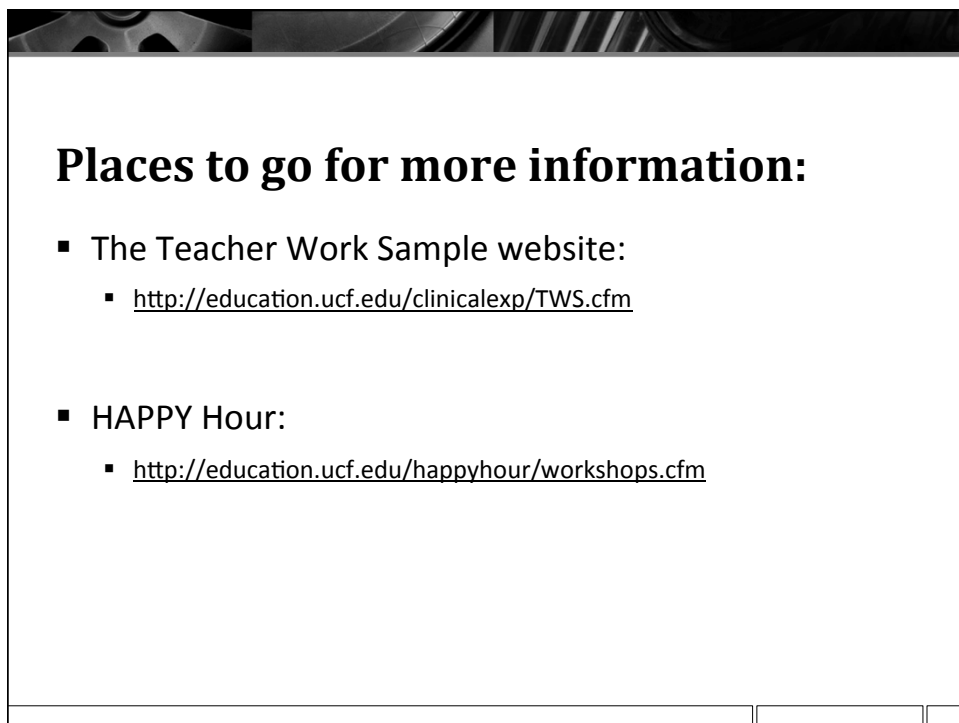 Places to go for more information:
▪ The Teacher Work Sample website:
▪ http://education.ucf.edu/clinicalexp/TWS.cfm
▪ HAPPY Hour:
▪ http://education.ucf.edu/happyhour/workshops.cfm